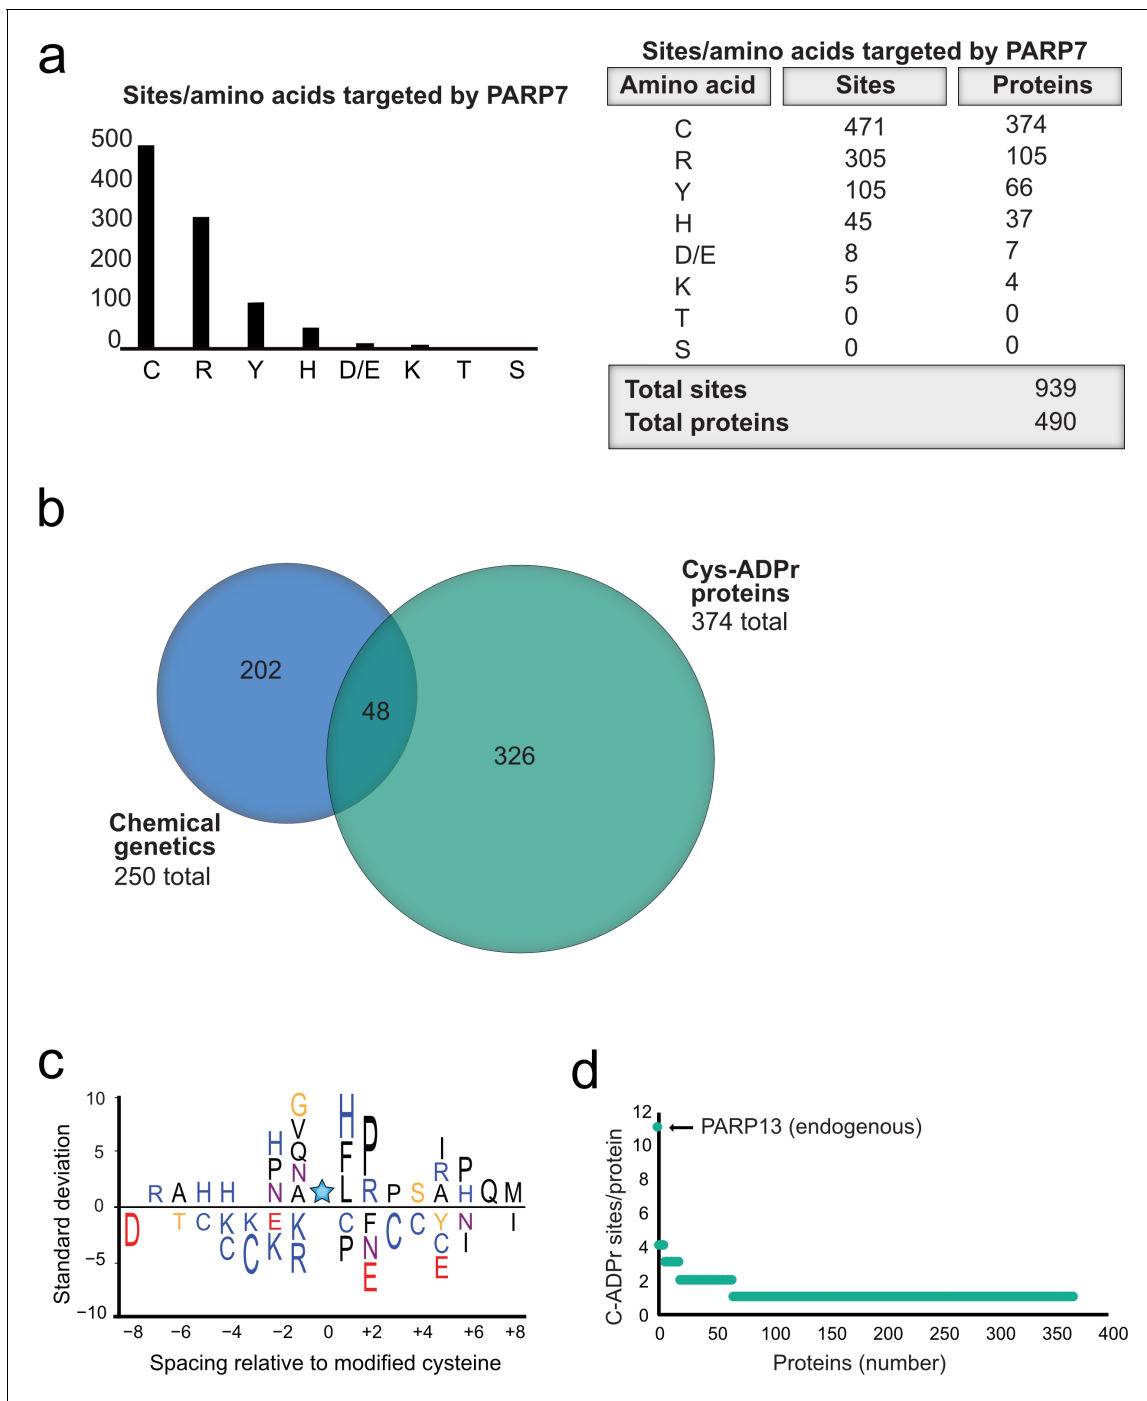 a
Sites/amino acids targeted by PARP7
500
400
300
200
100
0
C R Y H D/E K T S
Sites/amino acids targeted by PARP7
Amino acid Sites Proteins
C 471 374
R 305 105
Y 105 66
H 45 37
D/E 8 7
K 5 4
T 0 0
S 0 0
Total sites 939
Total proteins 490
b
Cys-ADPr
proteins
374 total
202
48
326
Chemical
genetics
250 total
c
Standard deviation
10
5
0
−5
−10
G H
V
H Q F P I
P N R P
R A H H N A L R P S A H Q M
D T C K K E K C F C C Y N I
C C K R P N C I
E E
−8 −6 −4 −2 0 +2 +4 +6 +8
Spacing relative to modified cysteine
d
C-ADPr sites/protein
12
10
8
6
4
2
0
PARP13 (endogenous)
0 50 100 150 200 250 300 350 400
Proteins (number)